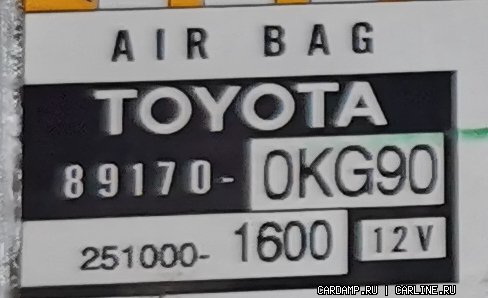 AIR BAG
TOYOTA
89170-0KG90
251000-1600 12V
CARDAMP.RU | CARLINE.RU